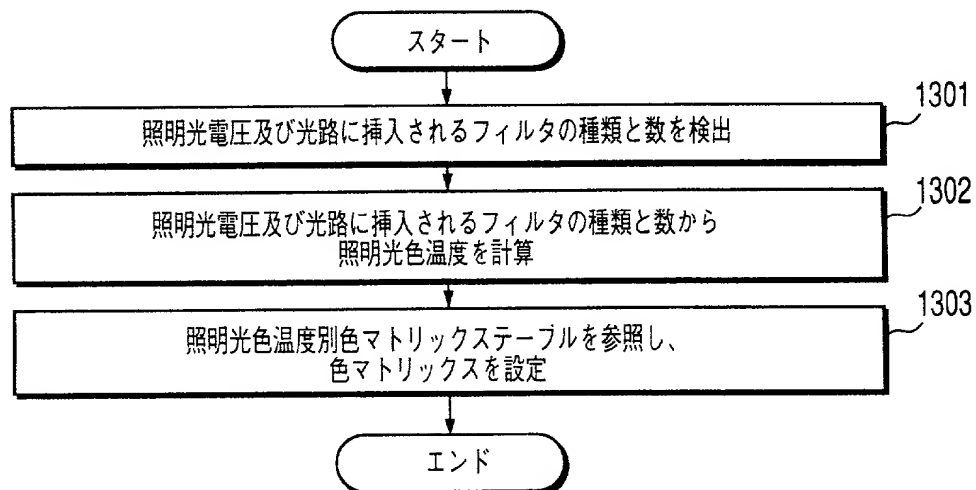 スタート
1301
照明光電圧及び光路に挿入されるフィルタの種類と数を検出
1302
照明光電圧及び光路に挿入されるフィルタの種類と数から
照明光色温度を計算
1303
照明光色温度別色マトリックステーブルを参照し、
色マトリックスを設定
エンド